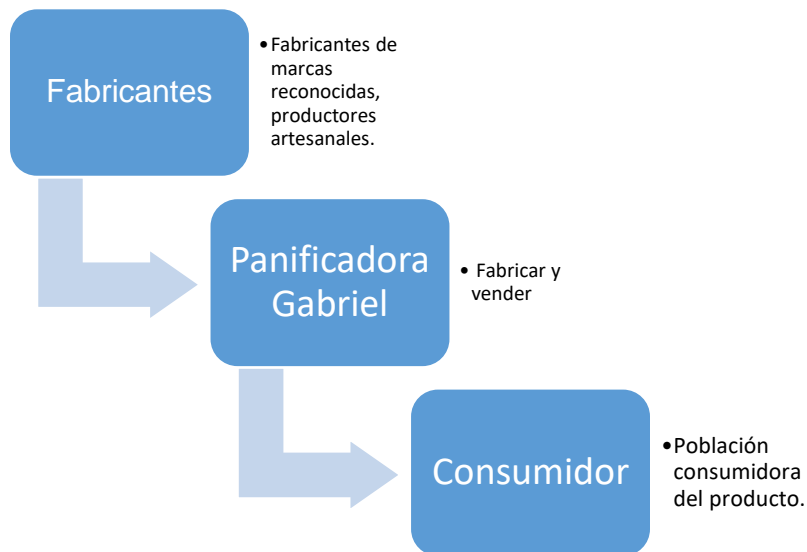 Fabricantes
•Fabricantes de
marcas
reconocidas,
productores
artesanales.
Panificadora
Gabriel
• Fabricar y
vender
Consumidor
•Población
consumidora
del producto.